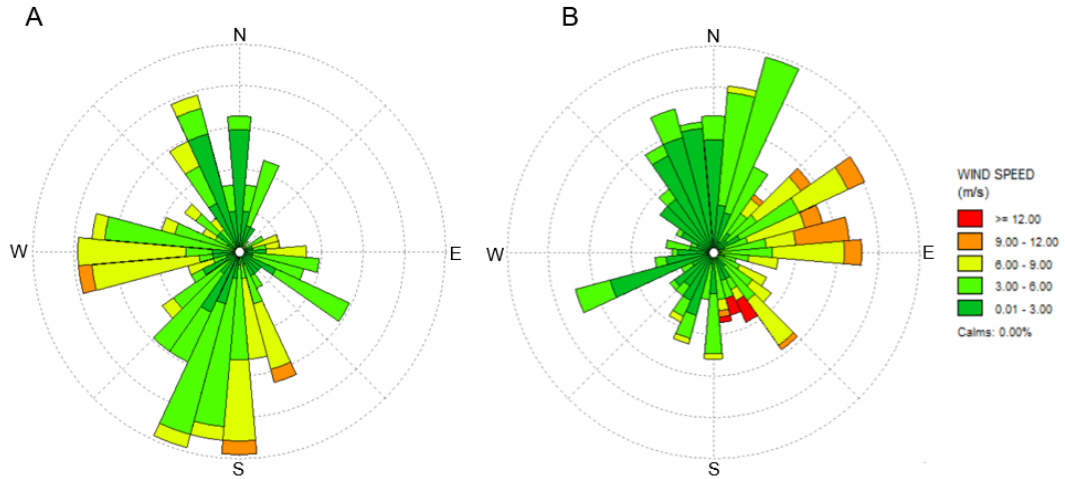 A
B
N
N
W
E
W
E
S
S
WIND SPEED
(m/s)
>= 12.00
9.00 - 12.00
6.00 - 9.00
3.00 - 6.00
0.01 - 3.00
Calms: 0.00%